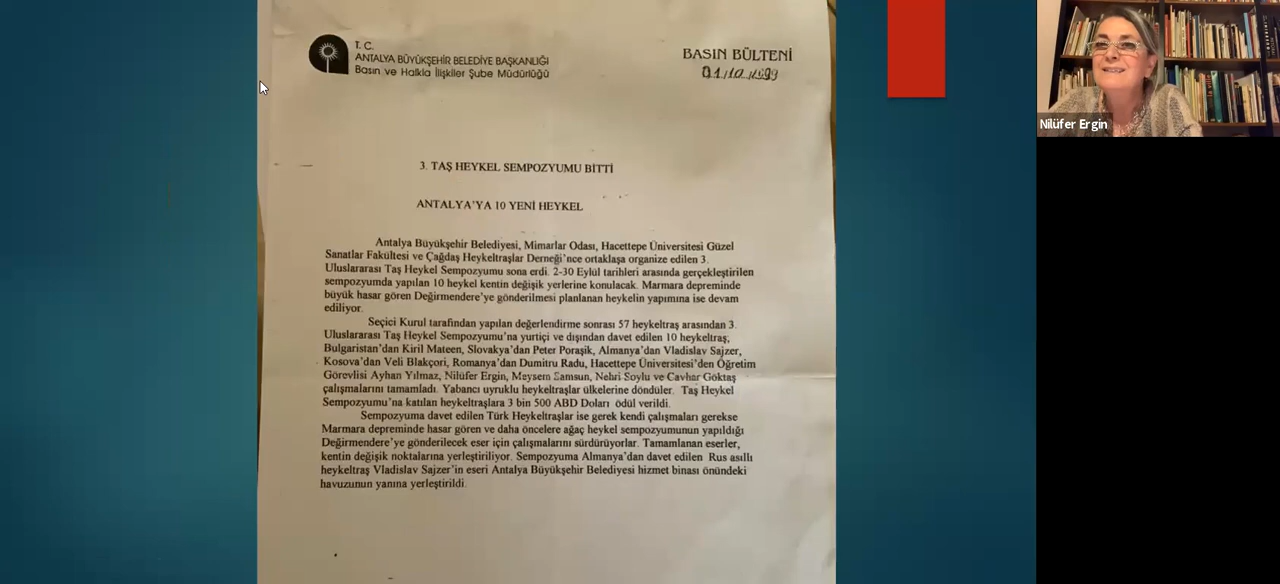 T. C.
ANTALYA BÜYÜKŞEHİR BELEDİYE BAŞKANLIĞI
Basın ve Halkla İlişkiler Şube Müdürlüğü
BASIN BÜLTENİ
01/10/1999
3. TAŞ HEYKEL SEMPOZYUMU BİTTİ
ANTALYA'YA 10 YENİ HEYKEL
Antalya Büyükşehir Belediyesi, Mimarlar Odası, Hacettepe Üniversitesi Güzel
Sanatlar Fakültesi ve Çağdaş Heykeltraşlar Derneği'nce ortaklaşa organize edilen 3.
Uluslararası Taş Heykel Sempozyumu sona erdi. 2-30 Eylül tarihleri arasında gerçekleştirilen
sempozyumda yapılan 10 heykel kentin değişik yerlerine konulacak. Marmara depreminde
büyük hasar gören Değirmendere'ye gönderilmesi planlanan heykelin yapımına ise devam
ediliyor.
Seçici Kurul tarafından yapılan değerlendirme sonrası 57 heykeltraş arasından 3.
Uluslararası Taş Heykel Sempozyumu'na yurtiçi ve dışından davet edilen 10 heykeltraş;
Bulgaristan'dan Kiril Mateen, Slovakya'dan Peter Poraşik, Almanya'dan Vladislav Sajzer,
Kosova'dan Veli Blakçori, Romanya'dan Dumitru Radu, Hacettepe Üniversitesi'den Öğretim
Görevlisi Ayhan Yılmaz, Nilüfer Ergin, Meysem Samsun, Nehri Soylu ve Cavhar Göktaş
çalışmalarını tamamladı. Yabancı uyruklu heykeltraşlar ülkelerine döndüler. Taş Heykel
Sempozyumu'na katılan heykeltraşlara 3 bin 500 ABD Doları ödül verildi.
Sempozyuma davet edilen Türk Heykeltraşlar ise gerek kendi çalışmaları gerekse
Marmara depreminde hasar gören ve daha öncelere ağaç heykel sempozyumunun yapıldığı
Değirmendere'ye gönderilecek eser için çalışmalarını sürdürüyorlar. Tamamlanan eserler,
kentin değişik noktalarına yerleştiriliyor. Sempozyuma Almanya'dan davet edilen Rus asıllı
heykeltraş Vladislav Sajzer'in eseri Antalya Büyükşehir Belediyesi hizmet binası önündeki
havuzunun yanına yerleştirildi.
Nilüfer Ergin